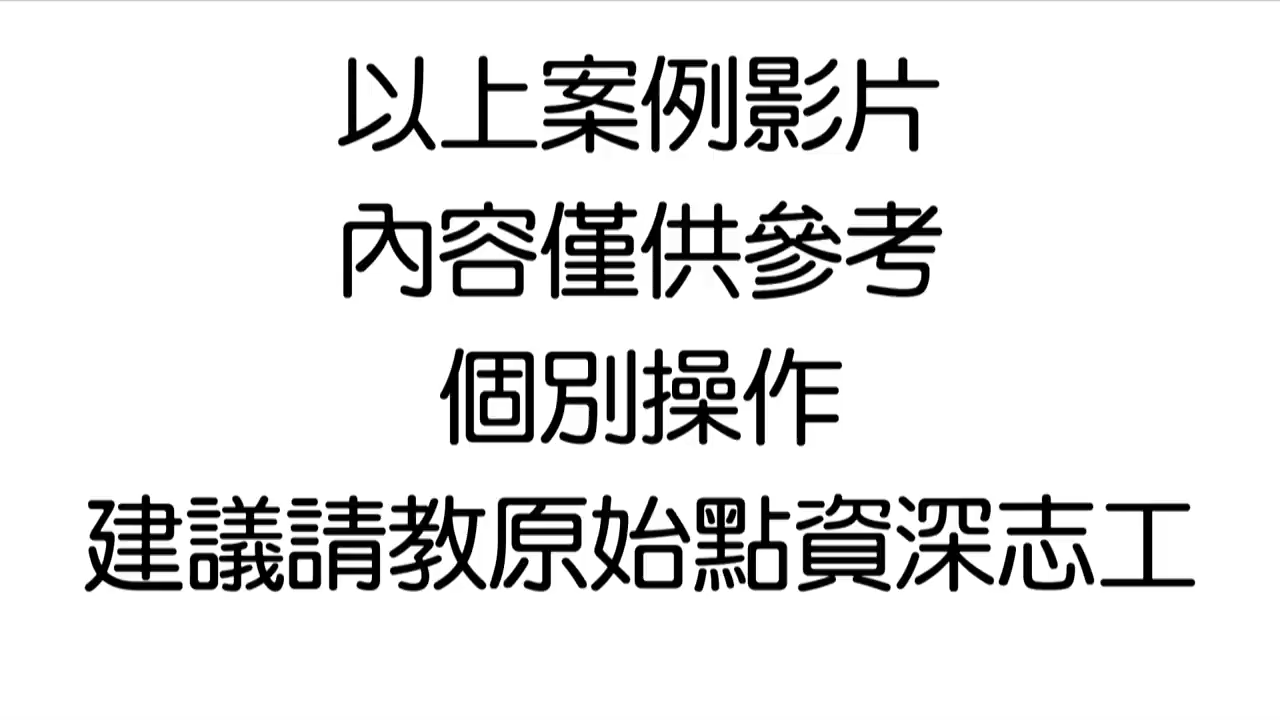 以上案例影片
內容僅供參考
個別操作
建議請教原始點資深志工